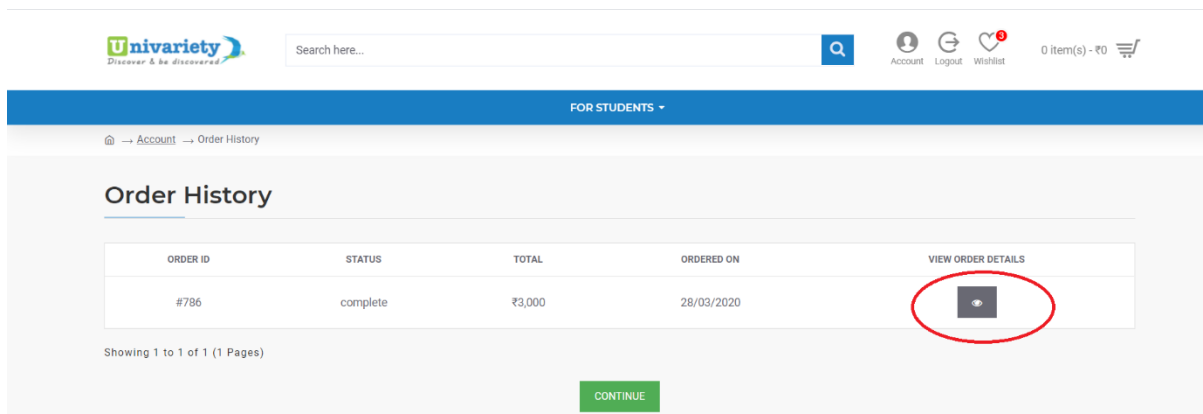 Univariety
Discover & be discovered
Search here...
3
Account Logout Wishlist
0 item(s) - ₹0
FOR STUDENTS
→ Account → Order History
Order History
ORDER ID STATUS TOTAL ORDERED ON VIEW ORDER DETAILS
#786 complete ₹3,000 28/03/2020
Showing 1 to 1 of 1 (1 Pages)
CONTINUE